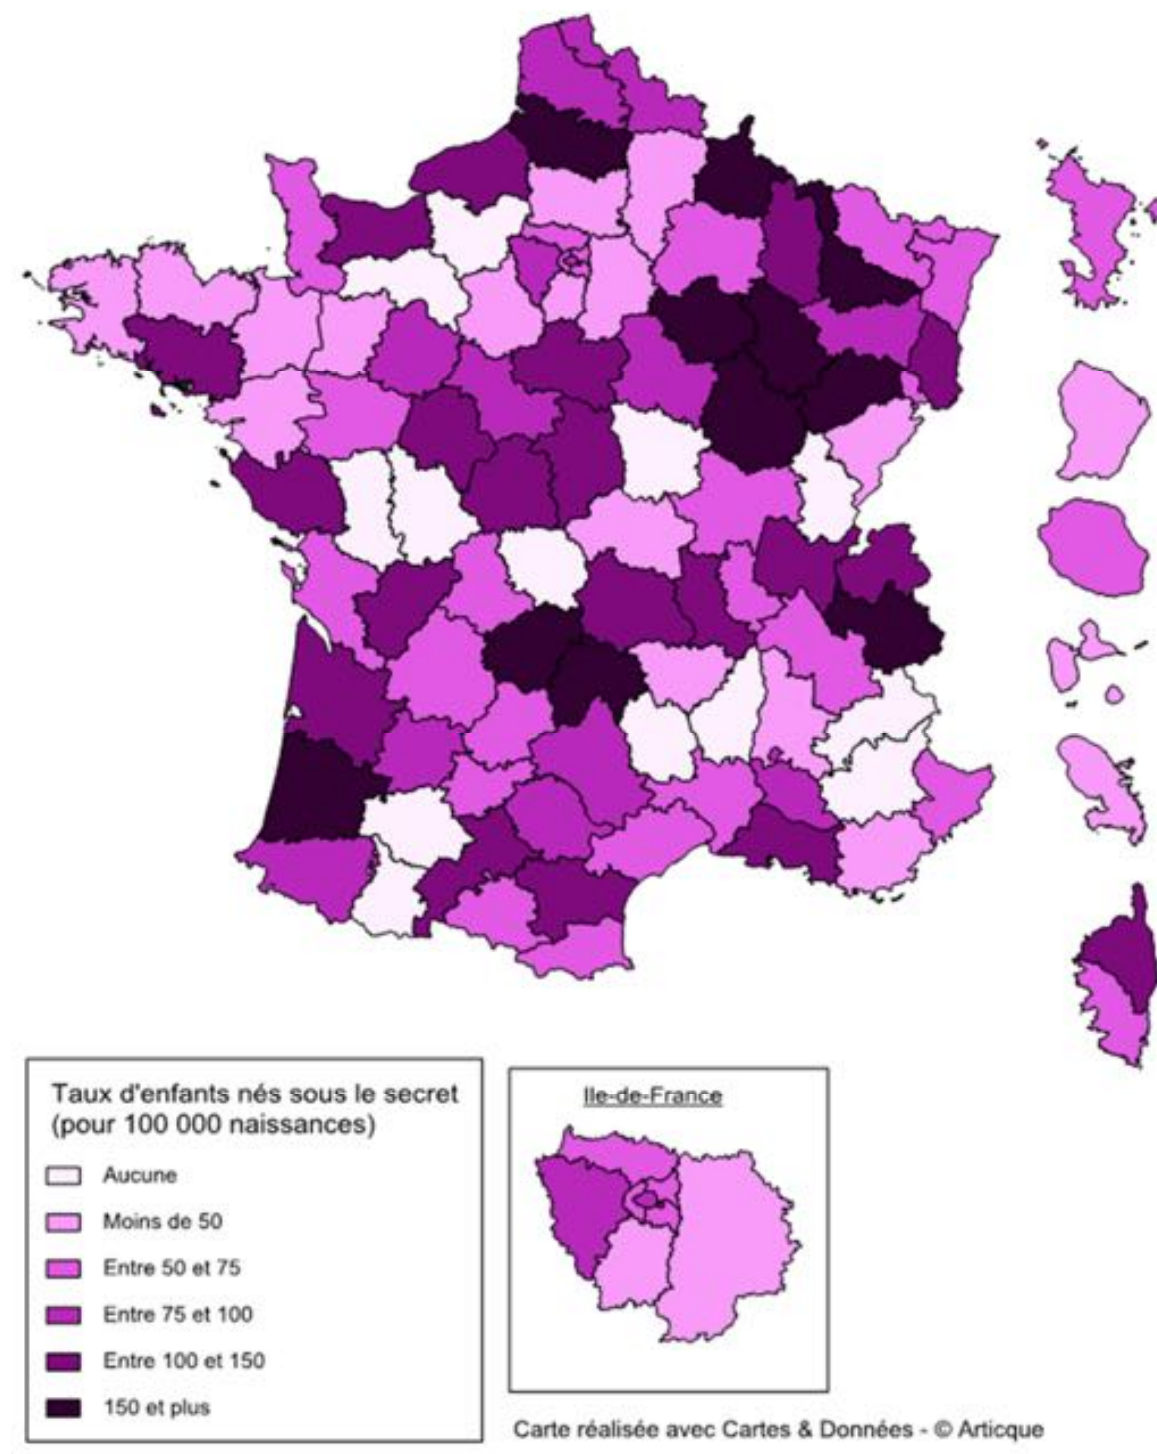 Taux d'enfants nés sous le secret
(pour 100 000 naissances)
Aucune
Moins de 50
Entre 50 et 75
Entre 75 et 100
Entre 100 et 150
150 et plus
Ile-de-France
Carte réalisée avec Cartes & Données - © Articque